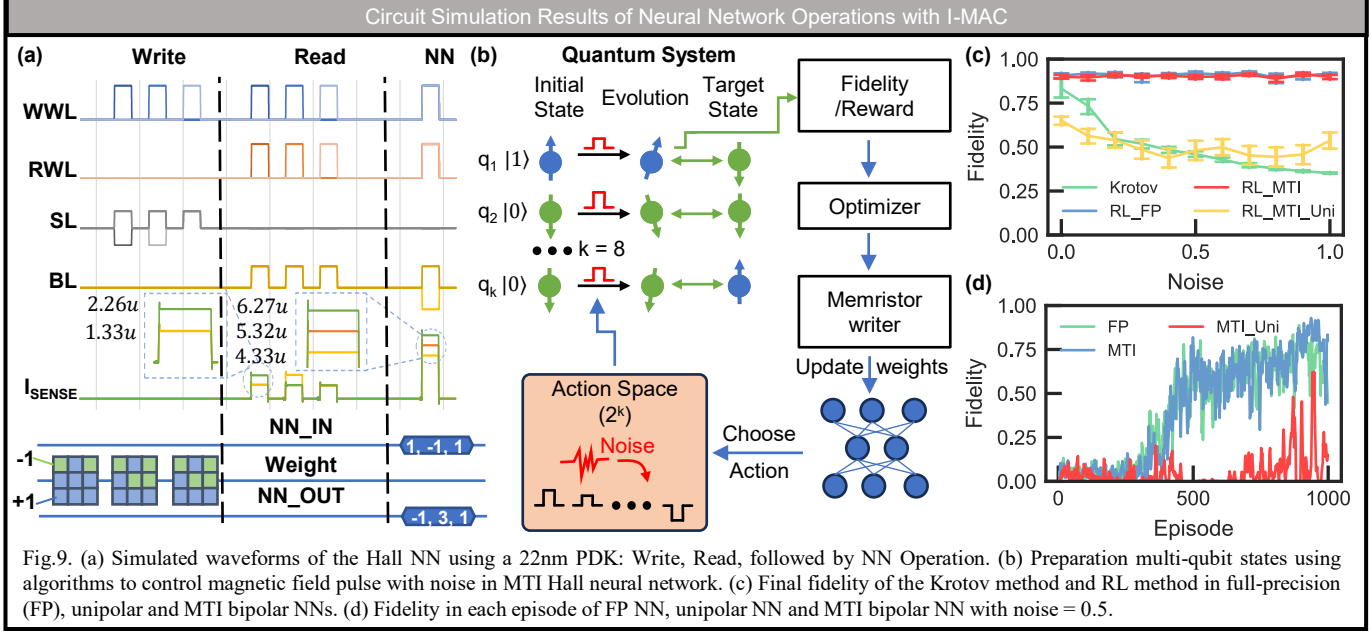 Circuit Simulation Results of Neural Network Operations with I-MAC
(a)
Write
Read
NN
WWL
RWL
SL
BL
2.26u
1.33u
6.27u
5.32u
4.33u
I_SENSE
NN_IN
1, -1, 1
-1
Weight
+1
NN_OUT
-1, 3, 1
(b)
Quantum System
Initial State
Evolution
Target State
q₁ |1⟩
q₂ |0⟩
••• k = 8
qₖ |0⟩
Action Space
(2ᵏ)
Noise
•••
Choose
Action
Fidelity
/Reward
Optimizer
Memristor
writer
Update weights
(c)
Fidelity
1.00
0.75
0.50
0.25
0.00
Krotov
RL_FP
RL_MTI
RL_MTI_Uni
0.0 0.5 1.0
Noise
(d)
Fidelity
1.00
0.75
0.50
0.25
0.00
FP
MTI
MTI_Uni
0 500 1000
Episode
Fig.9. (a) Simulated waveforms of the Hall NN using a 22nm PDK: Write, Read, followed by NN Operation. (b) Preparation multi-qubit states using
algorithms to control magnetic field pulse with noise in MTI Hall neural network. (c) Final fidelity of the Krotov method and RL method in full-precision
(FP), unipolar and MTI bipolar NNs. (d) Fidelity in each episode of FP NN, unipolar NN and MTI bipolar NN with noise = 0.5.